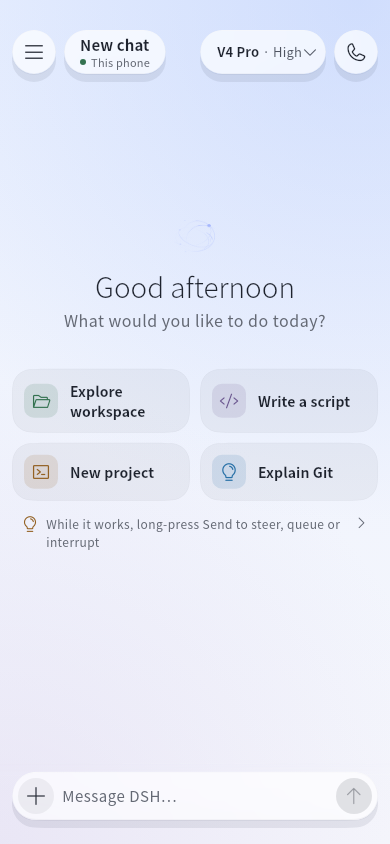 New chat
This phone
V4 Pro · High
Good afternoon
What would you like to do today?
Explore
workspace
Write a script
New project
Explain Git
While it works, long-press Send to steer, queue or
interrupt
Message DSH...